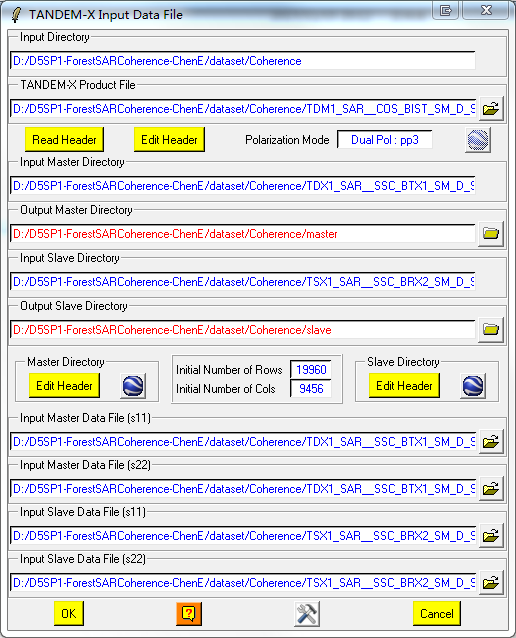 TANDEM-X Input Data File
Input Directory
D:/D5SP1-ForestSARCoherence-ChenE/dataset/Coherence
TANDEM-X Product File
D:/D5SP1-ForestSARCoherence-ChenE/dataset/Coherence/TDM1_SAR__COS_BIST_SM_D_S
Read Header Edit Header Polarization Mode Dual Pol : pp3
Input Master Directory
D:/D5SP1-ForestSARCoherence-ChenE/dataset/Coherence/TDX1_SAR__SSC_BTX1_SM_D_S
Output Master Directory
D:/D5SP1-ForestSARCoherence-ChenE/dataset/Coherence/master
Input Slave Directory
D:/D5SP1-ForestSARCoherence-ChenE/dataset/Coherence/TSX1_SAR__SSC_BRX2_SM_D_S
Output Slave Directory
D:/D5SP1-ForestSARCoherence-ChenE/dataset/Coherence/slave
Master Directory Slave Directory
Initial Number of Rows 19960
Edit Header Edit Header
Initial Number of Cols 9456
Input Master Data File (s11)
D:/D5SP1-ForestSARCoherence-ChenE/dataset/Coherence/TDX1_SAR__SSC_BTX1_SM_D_S
Input Master Data File (s22)
D:/D5SP1-ForestSARCoherence-ChenE/dataset/Coherence/TDX1_SAR__SSC_BTX1_SM_D_S
Input Slave Data File (s11)
D:/D5SP1-ForestSARCoherence-ChenE/dataset/Coherence/TSX1_SAR__SSC_BRX2_SM_D_S
Input Slave Data File (s22)
D:/D5SP1-ForestSARCoherence-ChenE/dataset/Coherence/TSX1_SAR__SSC_BRX2_SM_D_S
OK ? Cancel